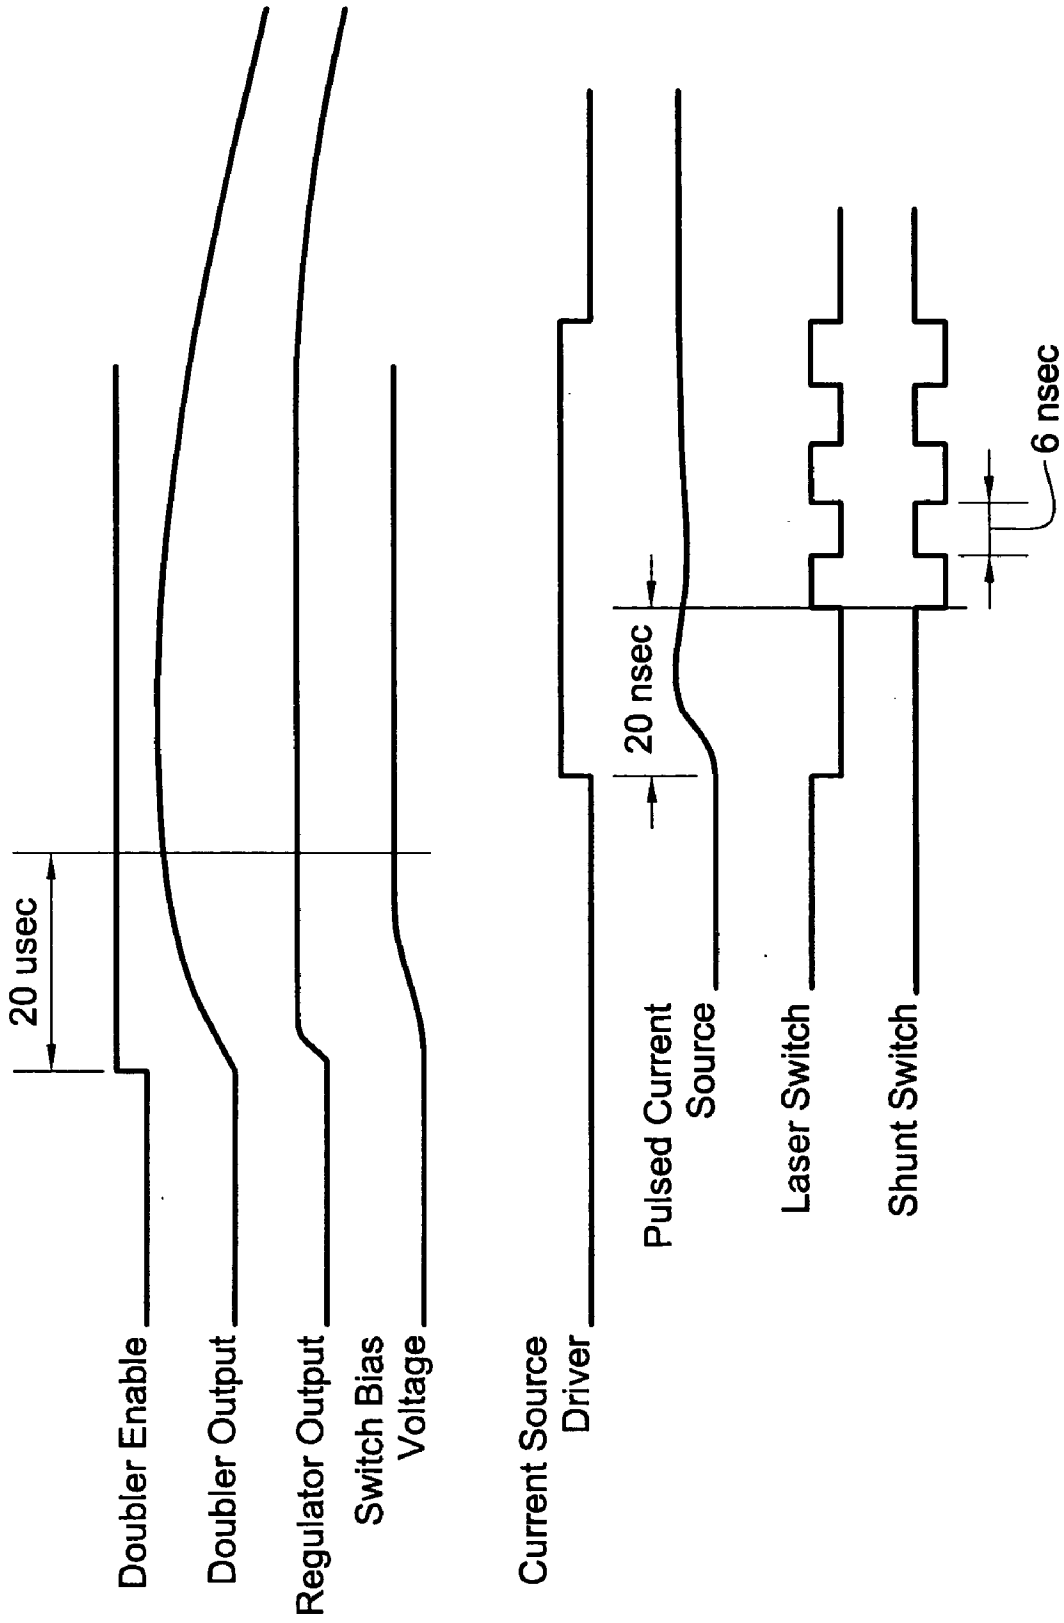 20 usec
Doubler Enable
Doubler Output
Regulator Output
Switch Bias
Voltage
Current Source
Driver
20 nsec
Pulsed Current
Source
Laser Switch
Shunt Switch
6 nsec